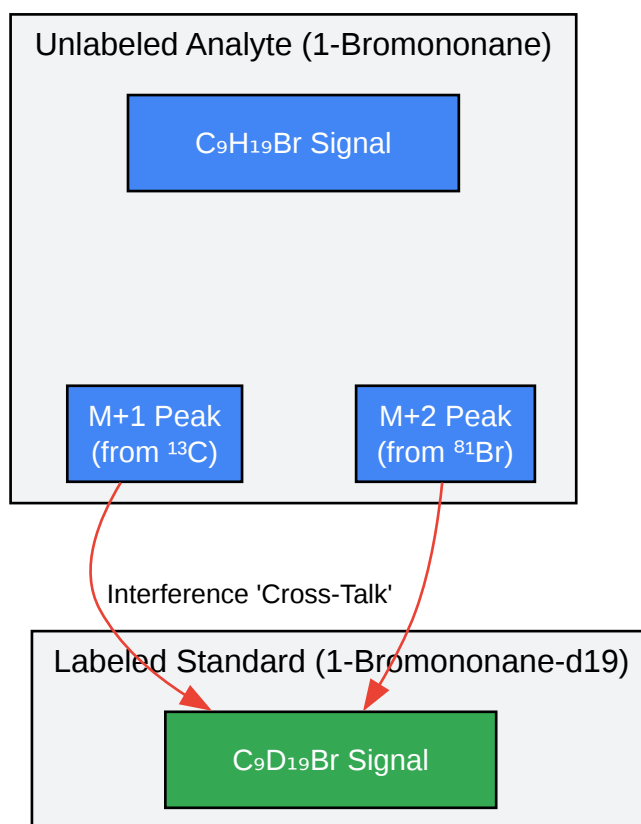 Unlabeled Analyte (1-Bromononane)
C₉H₁₉Br Signal
M+1 Peak
(from ¹³C)
M+2 Peak
(from ⁸¹Br)
Interference 'Cross-Talk'
Labeled Standard (1-Bromononane-d19)
C₉D₁₉Br Signal